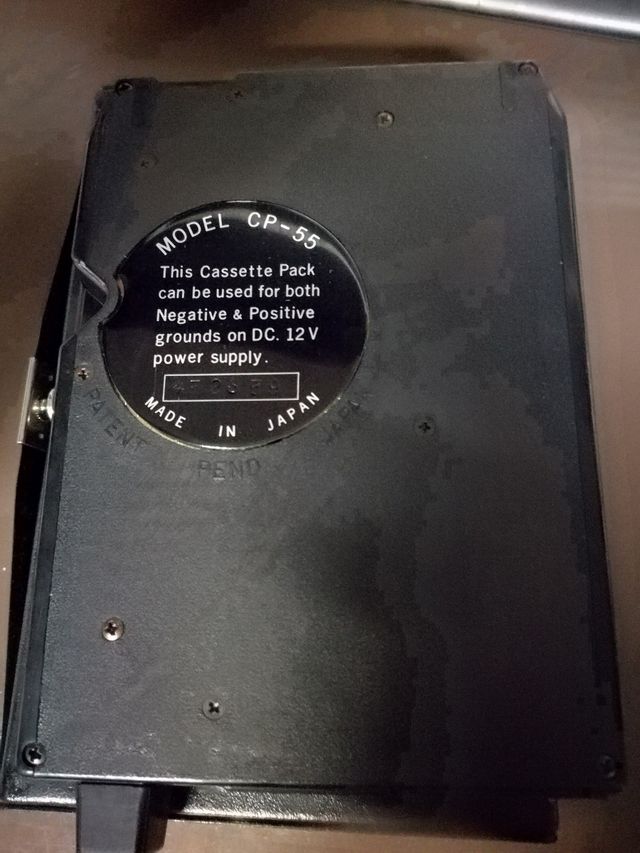 MODEL CP-55
This Cassette Pack
can be used for both
Negative & Positive
grounds on DC. 12V
power supply.
MADE IN JAPAN
PATENT PEND JAPAN